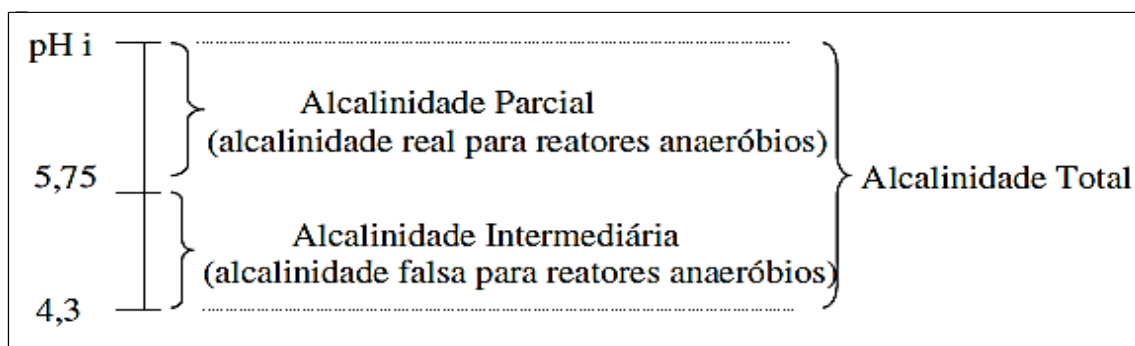 pH i
Alcalinidade Parcial
(alcalinidade real para reatores anaeróbios)
5,75
Alcalinidade Total
Alcalinidade Intermediária
(alcalinidade falsa para reatores anaeróbios)
4,3